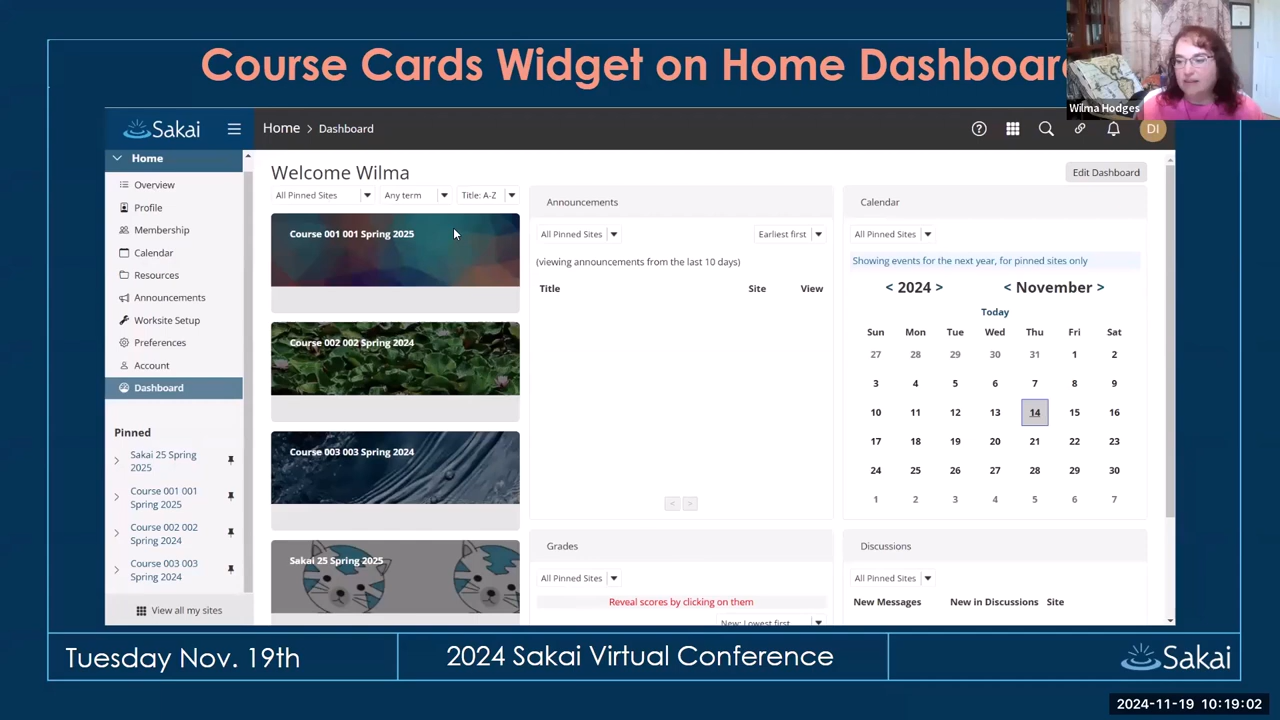 Course Cards Widget on Home Dashboar
Wilma Hodges
Sakai
Home > Dashboard
DI
Home
Overview
Profile
Membership
Calendar
Resources
Announcements
Worksite Setup
Preferences
Account
Dashboard
Pinned
Sakai 25 Spring
2025
Course 001 001
Spring 2025
Course 002 002
Spring 2024
Course 003 003
Spring 2024
View all my sites
Welcome Wilma
Edit Dashboard
All Pinned Sites
Any term
Title: A-Z
Course 001 001 Spring 2025
Course 002 002 Spring 2024
Course 003 003 Spring 2024
Sakai 25 Spring 2025
Announcements
All Pinned Sites
Earliest first
(viewing announcements from the last 10 days)
Title Site View
< >
Grades
All Pinned Sites
Reveal scores by clicking on them
New: Lowest first
Calendar
All Pinned Sites
Showing events for the next year, for pinned sites only
< 2024 > < November >
Today
Sun Mon Tue Wed Thu Fri Sat
27 28 29 30 31 1 2
3 4 5 6 7 8 9
10 11 12 13 14 15 16
17 18 19 20 21 22 23
24 25 26 27 28 29 30
1 2 3 4 5 6 7
Discussions
All Pinned Sites
New Messages New in Discussions Site
Tuesday Nov. 19th
2024 Sakai Virtual Conference
Sakai
2024-11-19 10:19:02